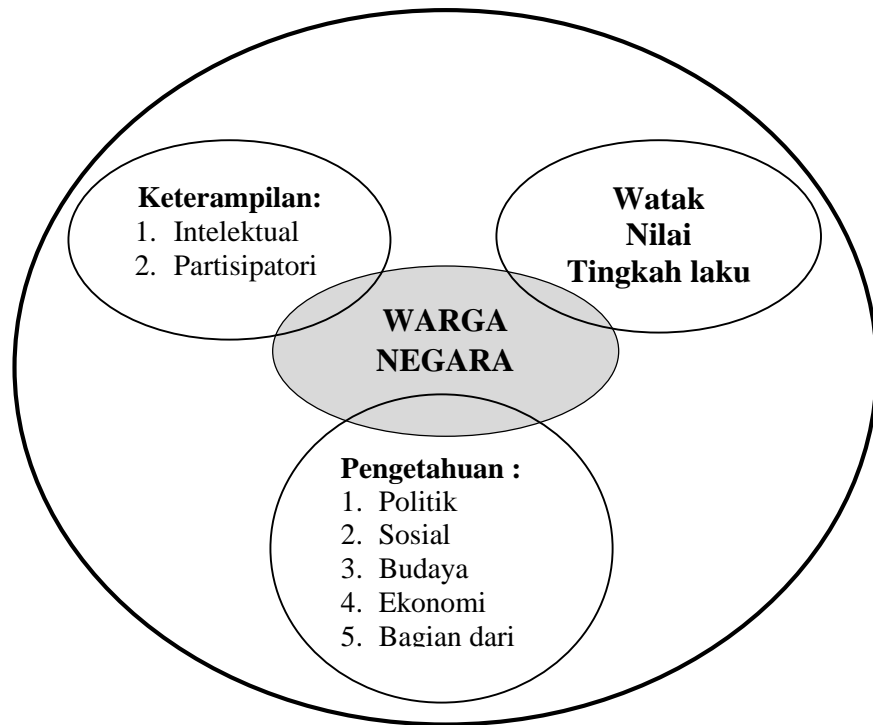 Keterampilan:
1. Intelektual
2. Partisipatori
Watak
Nilai
Tingkah laku
WARGA
NEGARA
Pengetahuan :
1. Politik
2. Sosial
3. Budaya
4. Ekonomi
5. Bagian dari